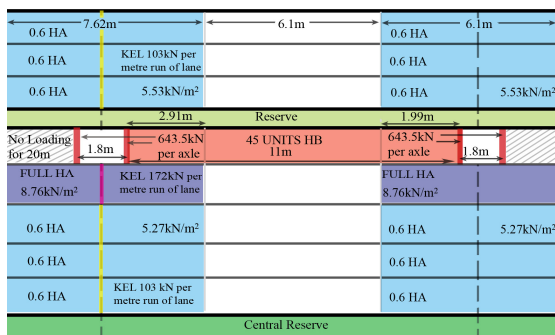 7.62m 6.1m 6.1m
0.6 HA 0.6 HA
0.6 HA KEL 103kN per 0.6 HA
metre run of lane
0.6 HA 5.53kN/m² 0.6 HA 5.53kN/m²
2.91m Reserve 1.99m
No Loading 643.5kN 45 UNITS HB 643.5kN
for 20m 1.8m per axle 11m per axle 1.8m
FULL HA KEL 172kN per FULL HA
8.76kN/m² metre run of lane 8.76kN/m²
0.6 HA 5.27kN/m² 0.6 HA 5.27kN/m²
0.6 HA 0.6 HA
0.6 HA KEL 103 kN per 0.6 HA
metre run of lane
Central Reserve